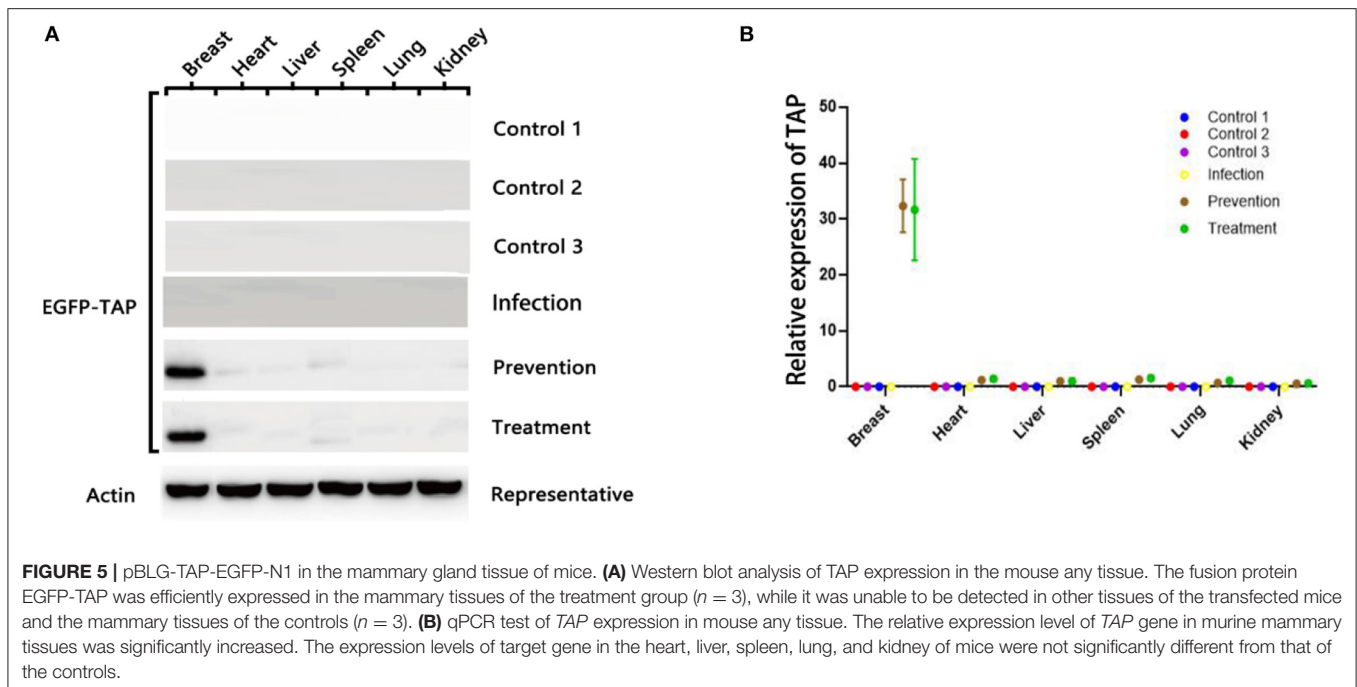 A
Breast Heart Liver Spleen Lung Kidney
Control 1
Control 2
Control 3
EGFP-TAP
Infection
Prevention
Treatment
Actin
Representative
B
Relative expression of TAP
50
40
30
20
10
0
Control 1
Control 2
Control 3
Infection
Prevention
Treatment
Breast Heart Liver Spleen Lung Kidney
FIGURE 5 | pBLG-TAP-EGFP-N1 in the mammary gland tissue of mice. (A) Western blot analysis of TAP expression in the mouse any tissue. The fusion protein
EGFP-TAP was efficiently expressed in the mammary tissues of the treatment group (n = 3), while it was unable to be detected in other tissues of the transfected mice
and the mammary tissues of the controls (n = 3). (B) qPCR test of TAP expression in mouse any tissue. The relative expression level of TAP gene in murine mammary
tissues was significantly increased. The expression levels of target gene in the heart, liver, spleen, lung, and kidney of mice were not significantly different from that of
the controls.